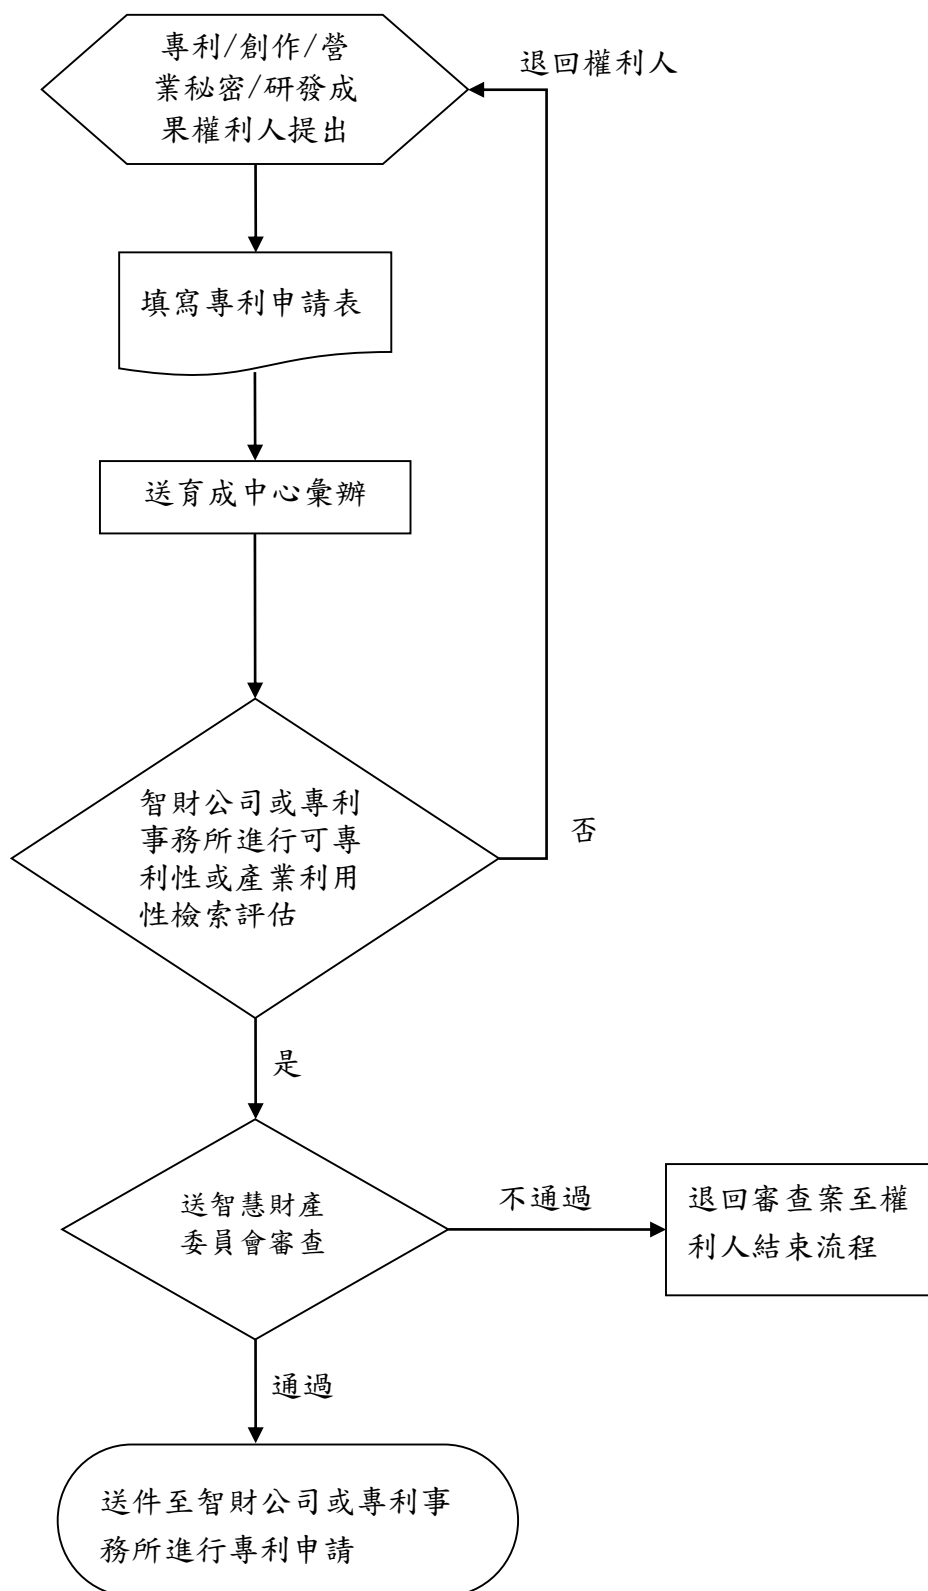 專利/創作/營
業秘密/研發成
果權利人提出
退回權利人
填寫專利申請表
送育成中心彙辦
智財公司或專利
事務所進行可專
利性或產業利用
性檢索評估
否
是
送智慧財產
委員會審查
不通過
退回審查案至權
利人結束流程
通過
送件至智財公司或專利事
務所進行專利申請